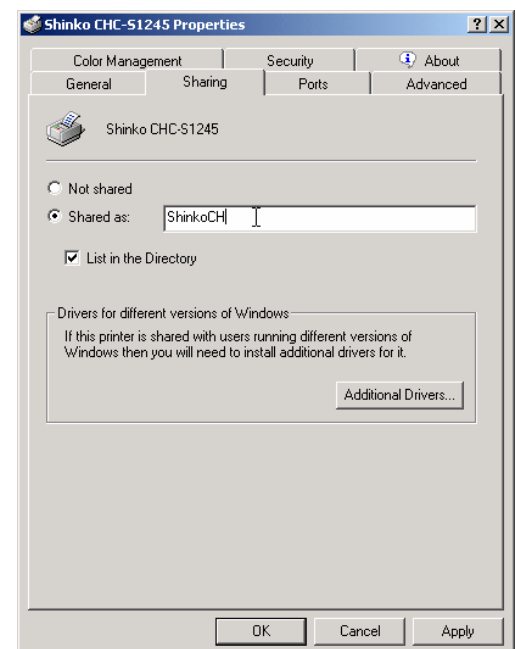 Shinko CHC-S1245 Properties
Color Management Security About
General Sharing Ports Advanced
Shinko CHC-S1245
Not shared
Shared as: ShinkoCH
List in the Directory
Drivers for different versions of Windows
If this printer is shared with users running different versions of
Windows then you will need to install additional drivers for it.
Additional Drivers...
OK Cancel Apply